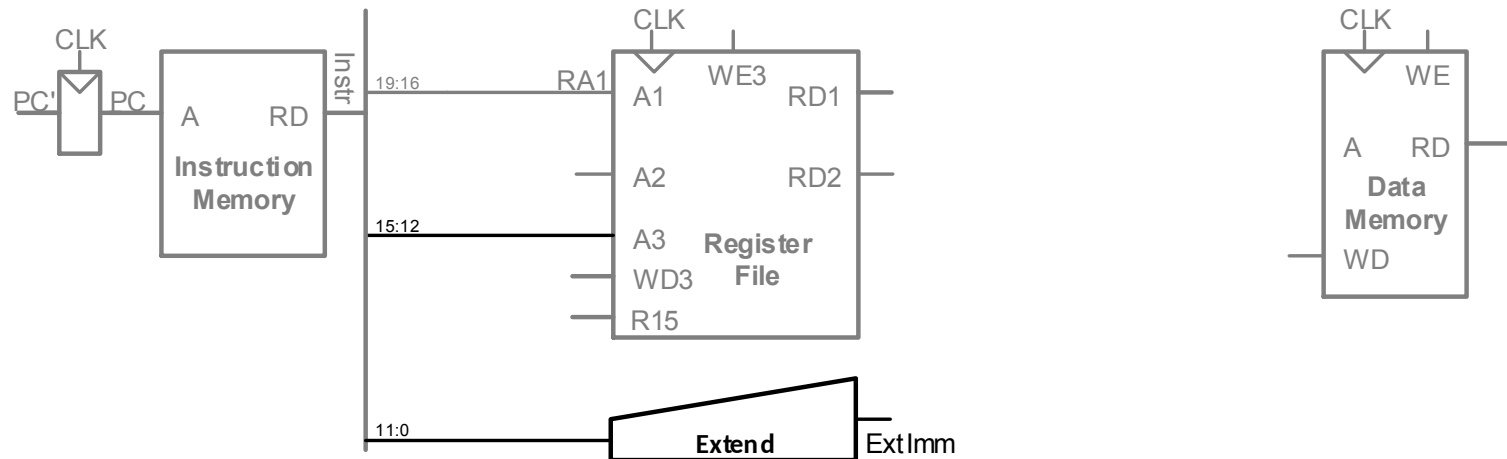 CLK
PC'
PC
A
RD
Instruction
Memory
Instr
19:16
RA1
CLK
WE3
A1
RD1
A2
RD2
15:12
A3
Register
File
WD3
R15
11:0
Extend
ExtImm
CLK
WE
A
RD
Data
Memory
WD